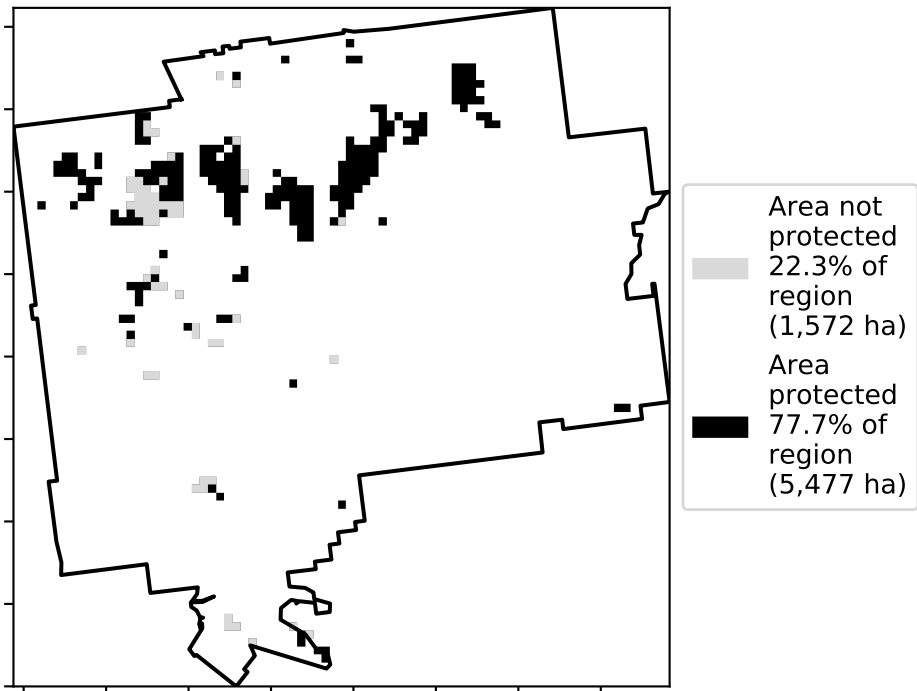 Area not
protected
22.3% of
region
(1,572 ha)
Area
protected
77.7% of
region
(5,477 ha)